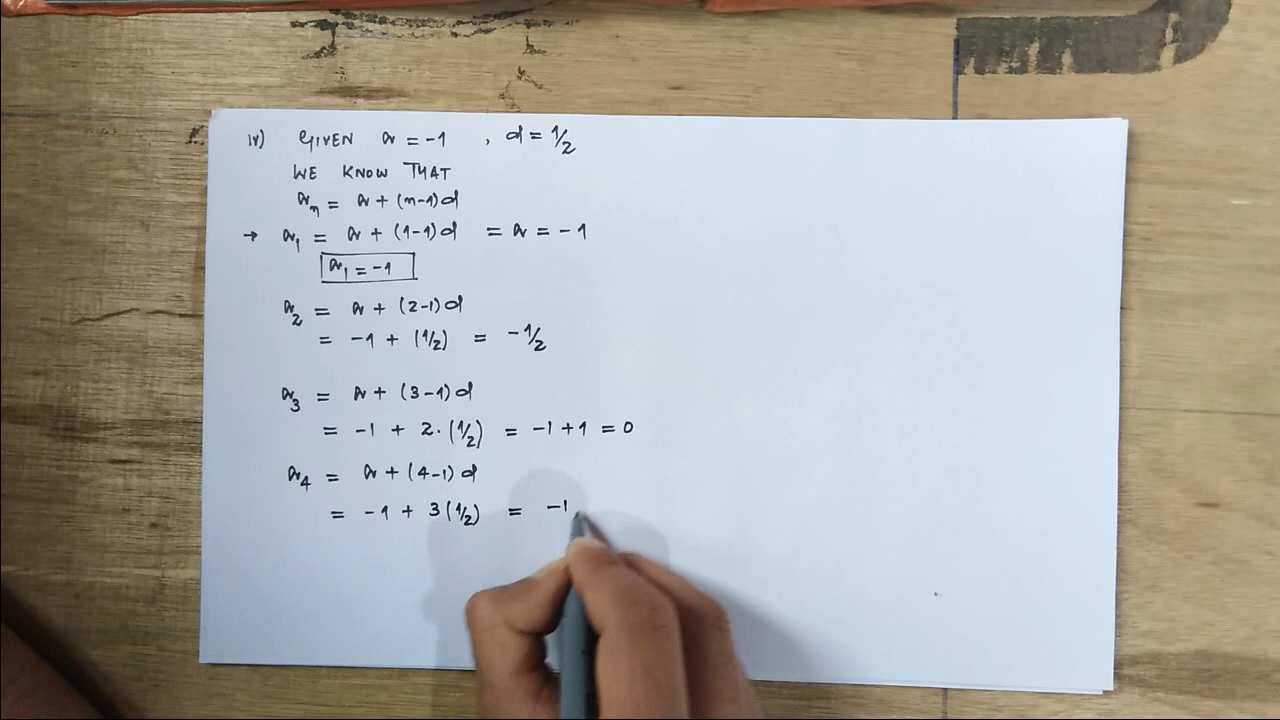 iv) GIVEN a = -1 , d = 1/2
WE KNOW THAT
aₙ = a + (n-1)d
→ a₁ = a + (1-1)d = a = -1
a₁ = -1
a₂ = a + (2-1)d
= -1 + (1/2) = -1/2
a₃ = a + (3-1)d
= -1 + 2.(1/2) = -1+1 = 0
a₄ = a + (4-1)d
= -1 + 3(1/2) = -1